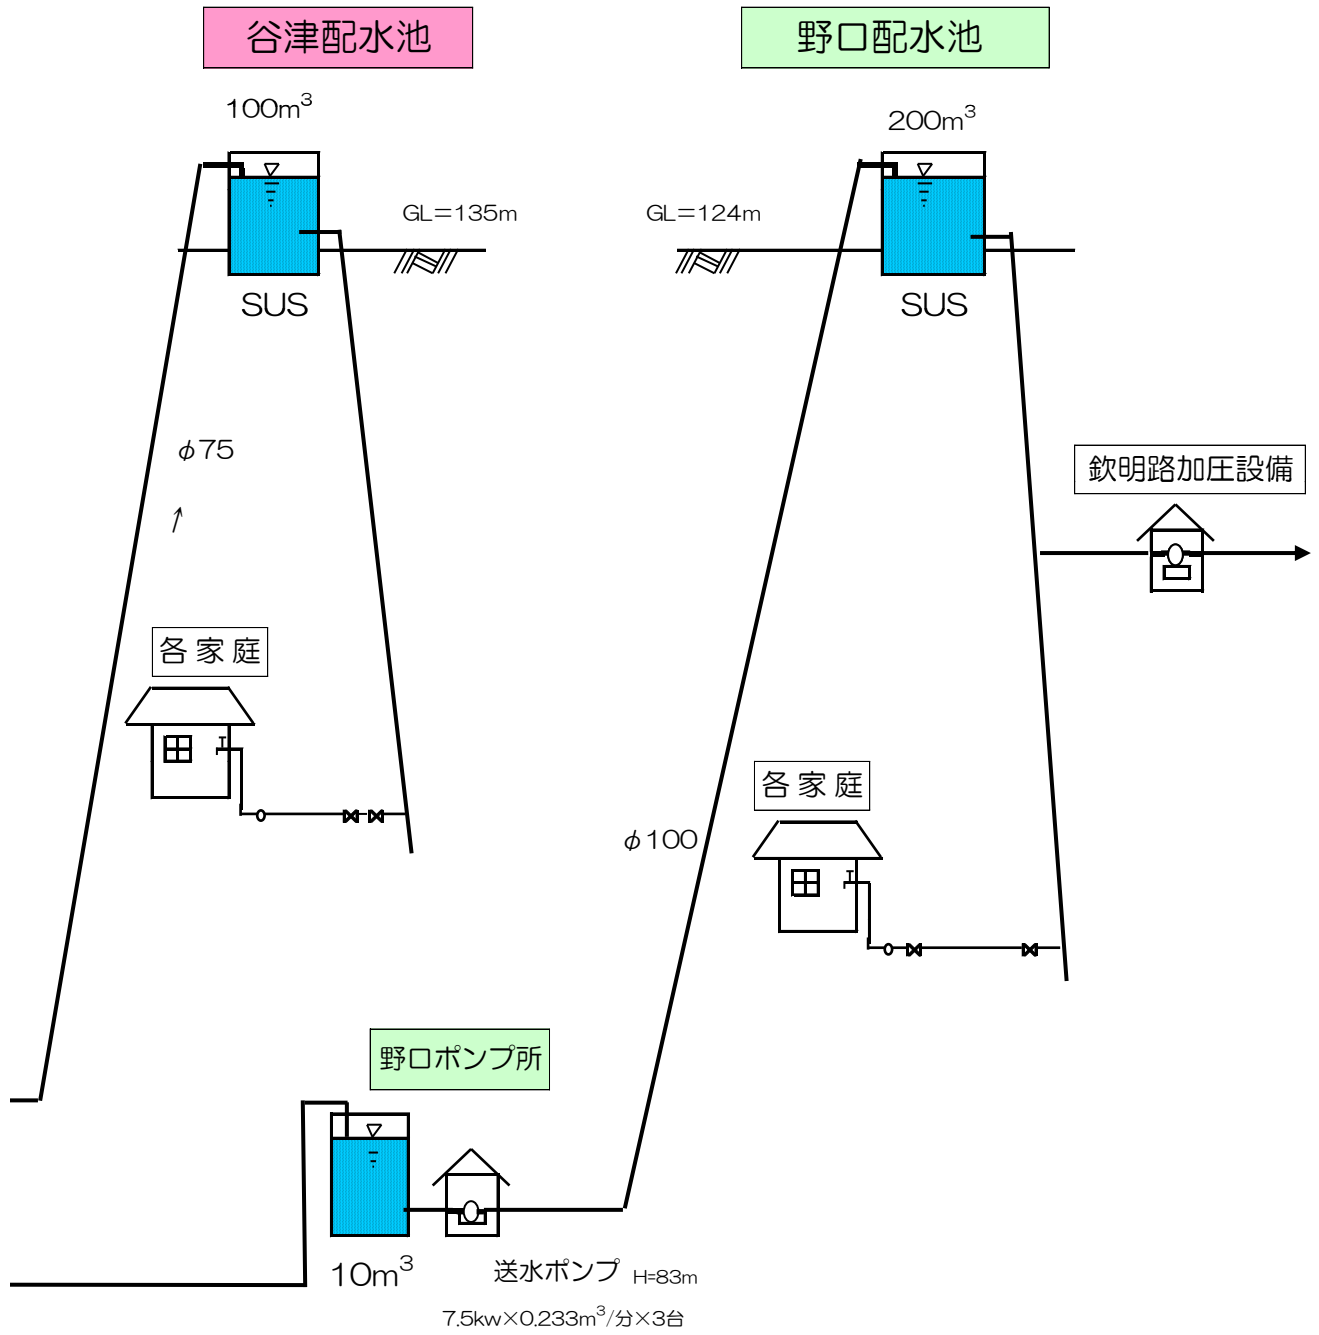 谷津配水池
野口配水池
100m³
200m³
GL=135m
GL=124m
SUS
SUS
φ75
欽明路加圧設備
各家庭
各家庭
φ100
野口ポンプ所
10m³
送水ポンプ H=83m
7.5kw×0.233m³/分×3台